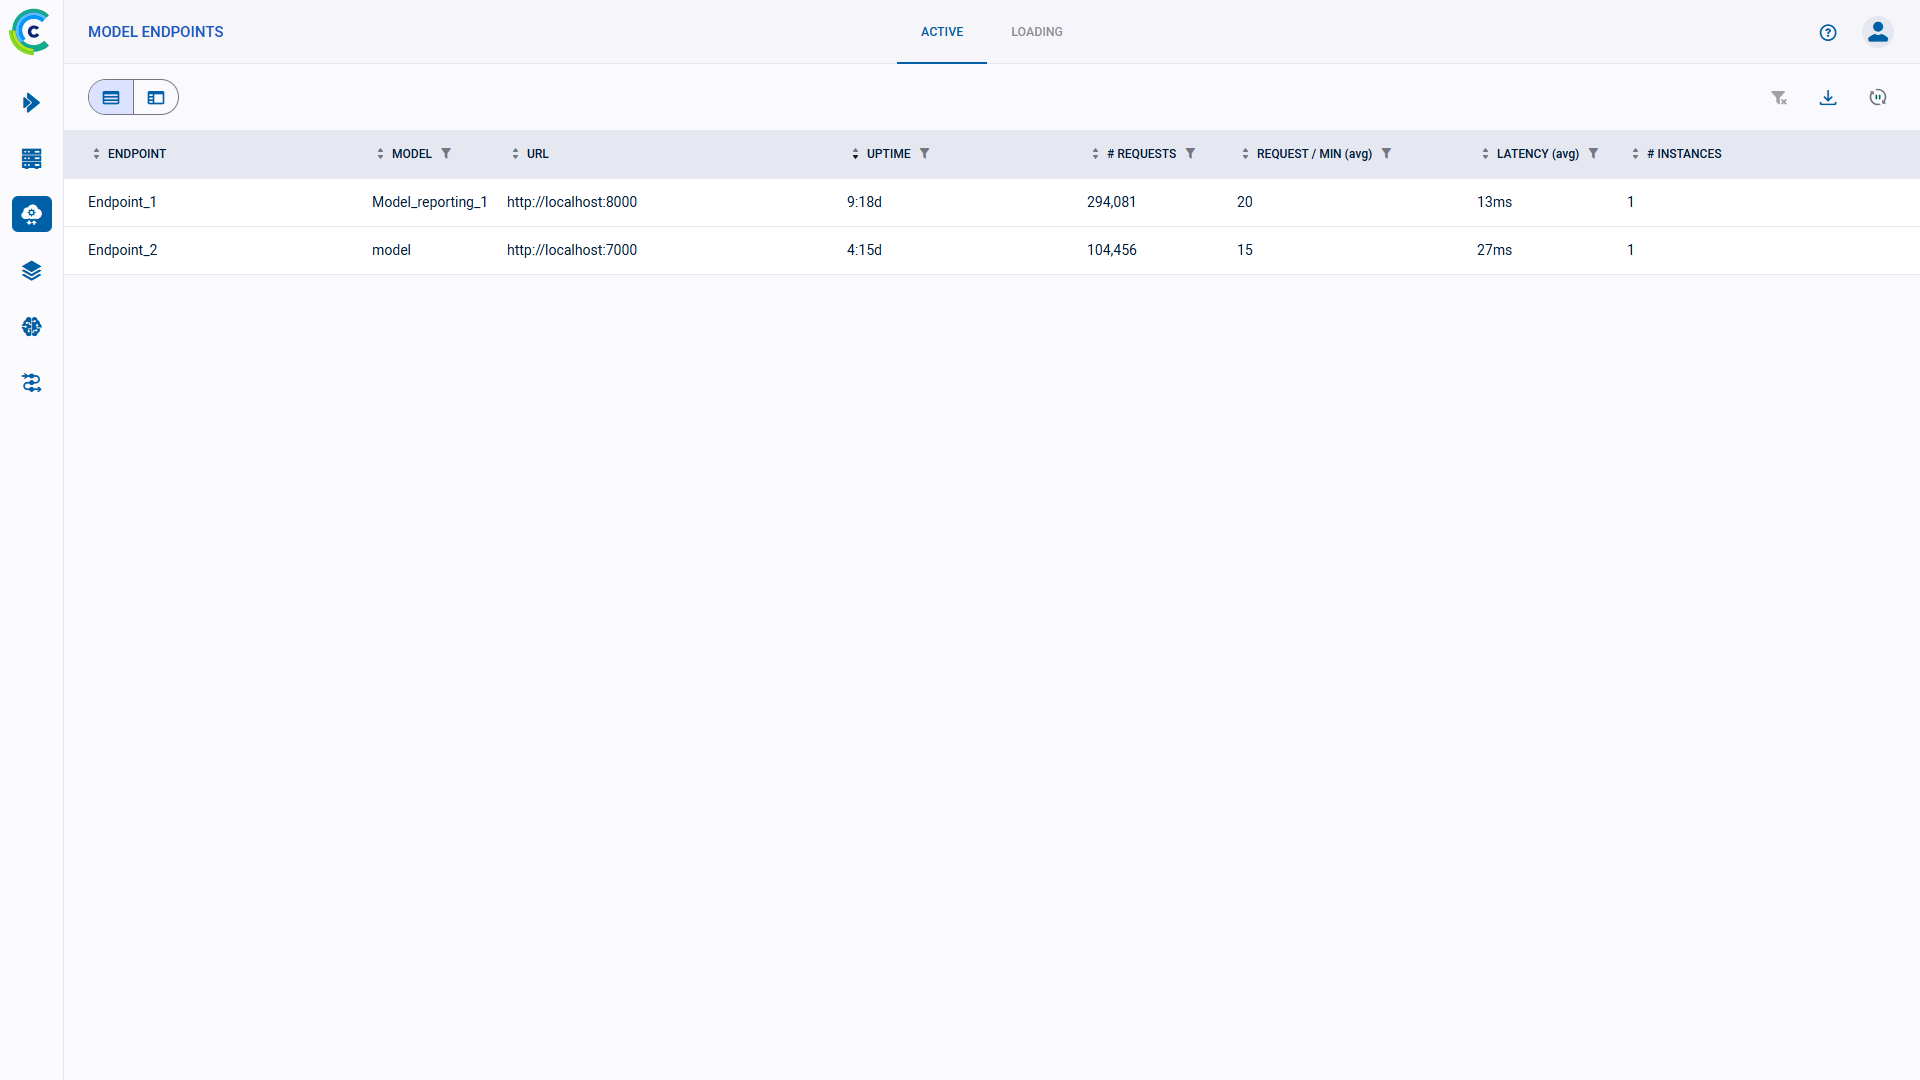 C
MODEL ENDPOINTS
ACTIVE
LOADING
ENDPOINT MODEL URL UPTIME # REQUESTS REQUEST / MIN (avg) LATENCY (avg) # INSTANCES
Endpoint_1 Model_reporting_1 http://localhost:8000 9:18d 294,081 20 13ms 1
Endpoint_2 model http://localhost:7000 4:15d 104,456 15 27ms 1